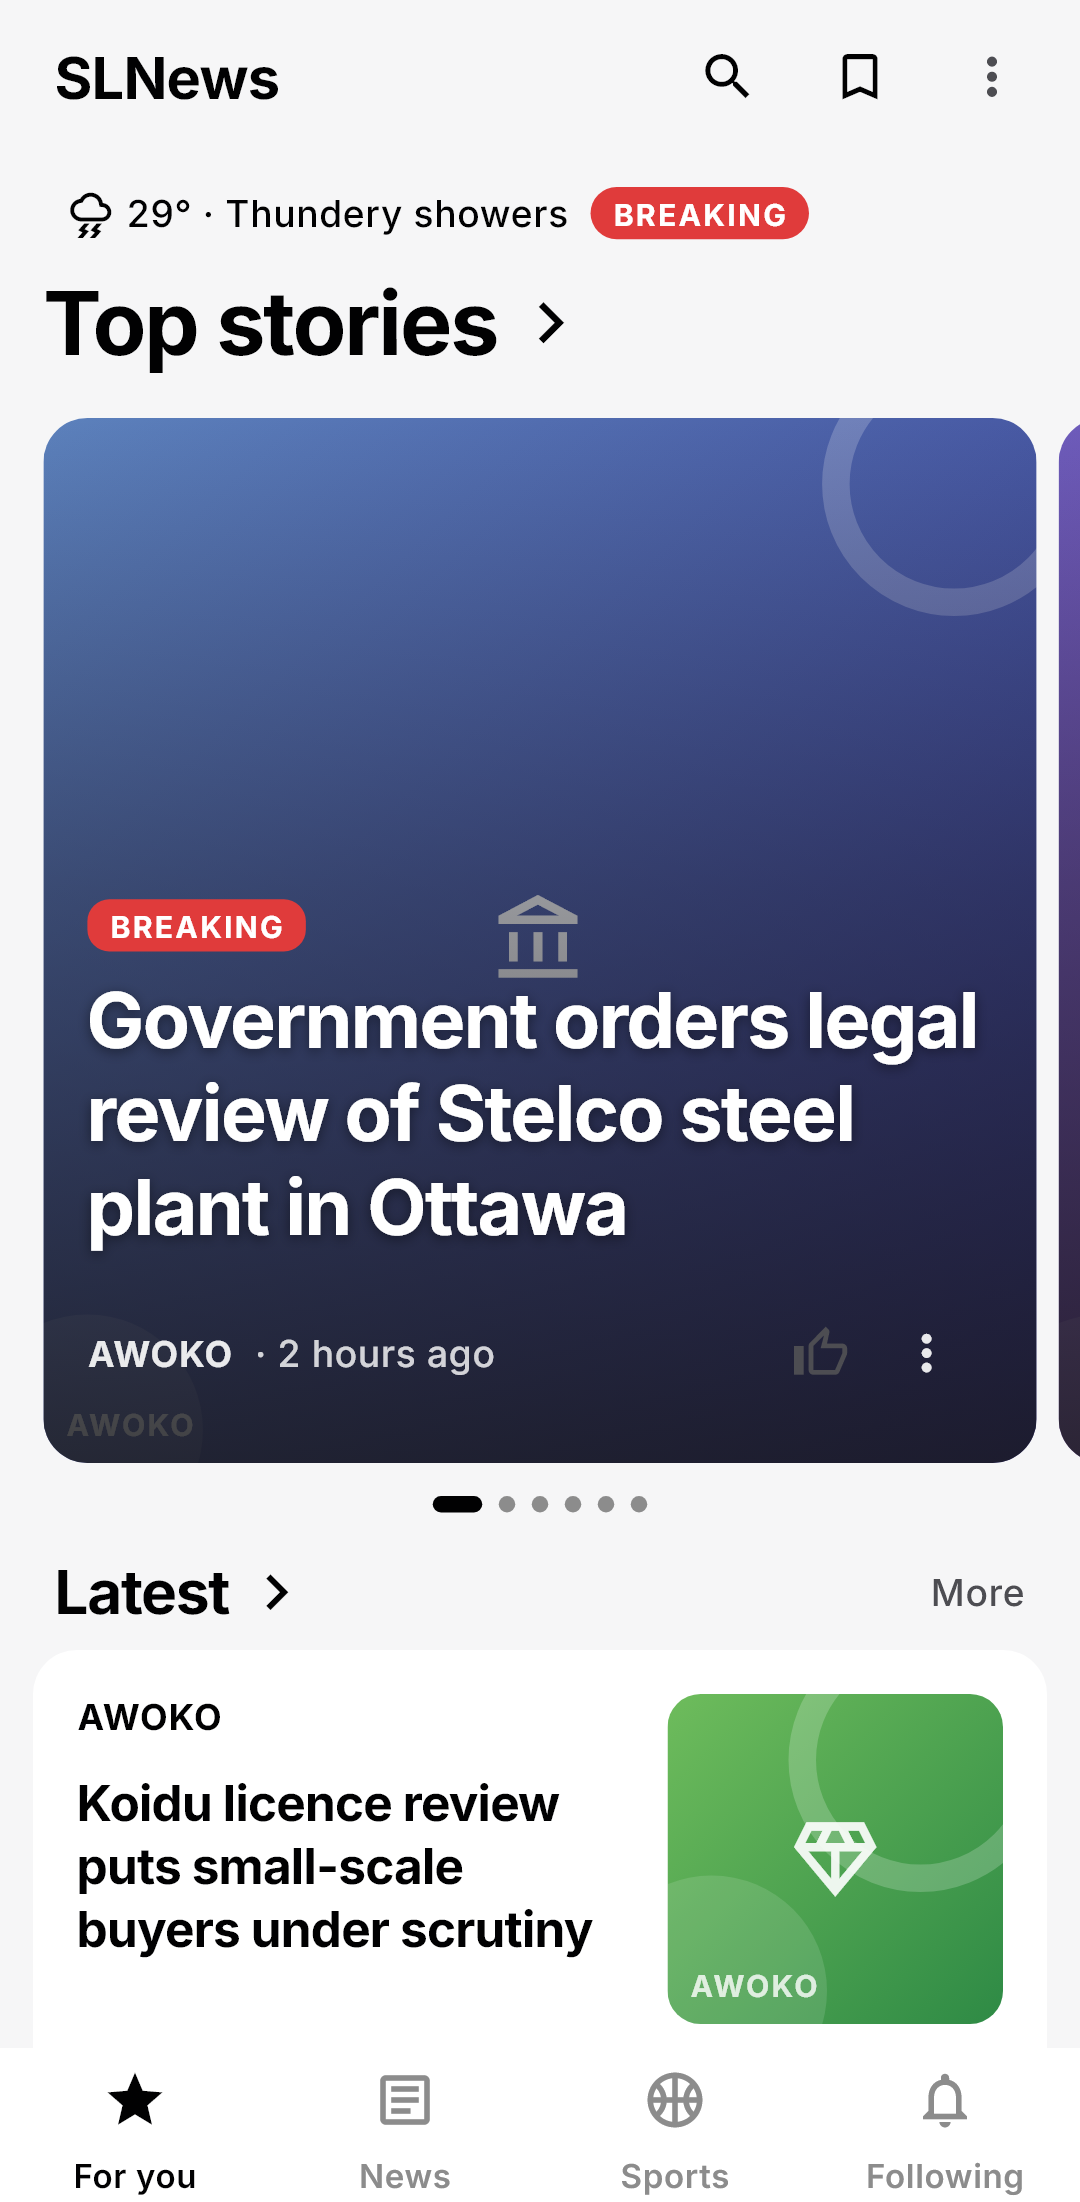 SLNews
29° · Thundery showers BREAKING
Top stories
BREAKING
Government orders legal
review of Stelco steel
plant in Ottawa
AWOKO · 2 hours ago
AWOKO
Latest
More
AWOKO
Koidu licence review
puts small-scale
buyers under scrutiny
AWOKO
For you
News
Sports
Following